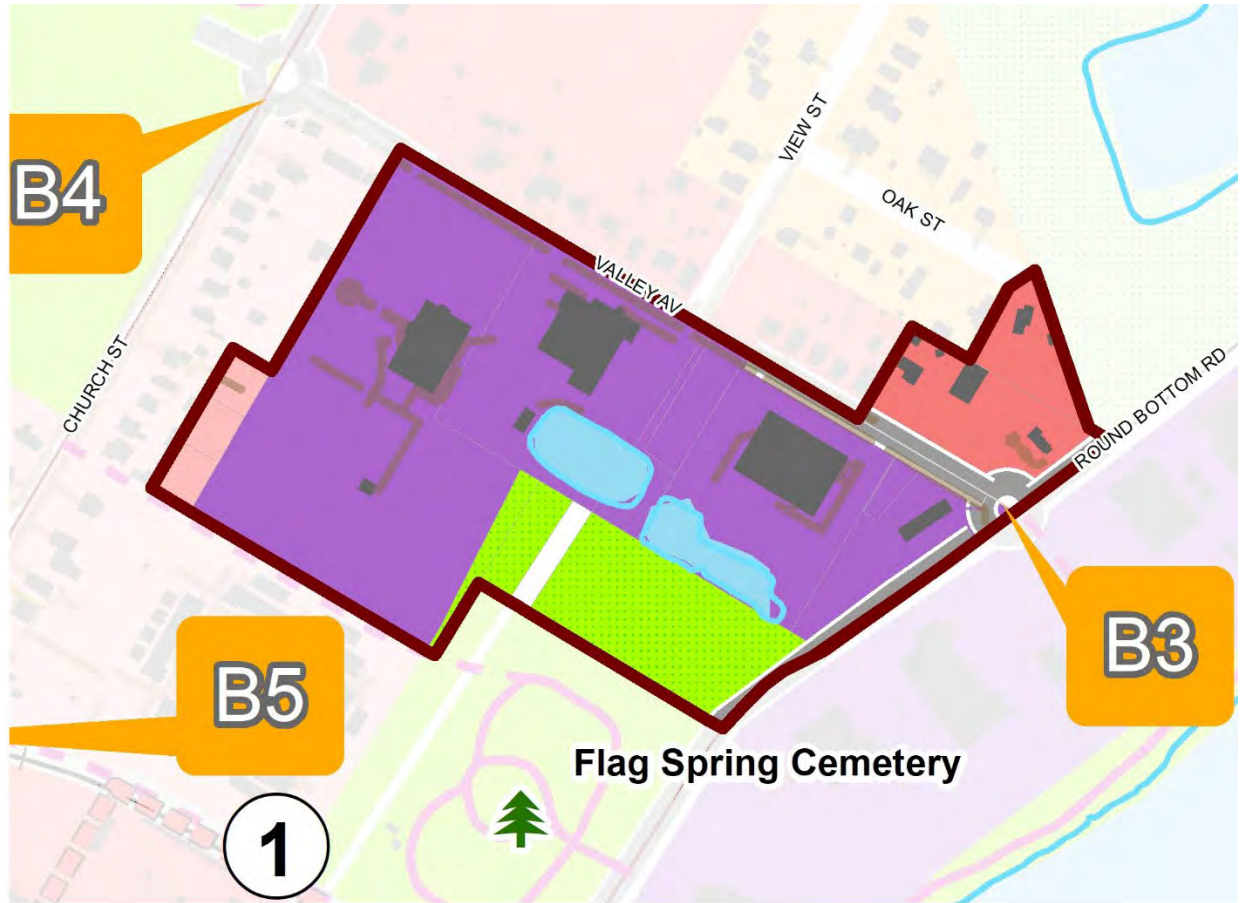 B4
VIEW ST
OAK ST
VALLEY AV
CHURCH ST
ROUND BOTTOM RD
B3
B5
Flag Spring Cemetery
1